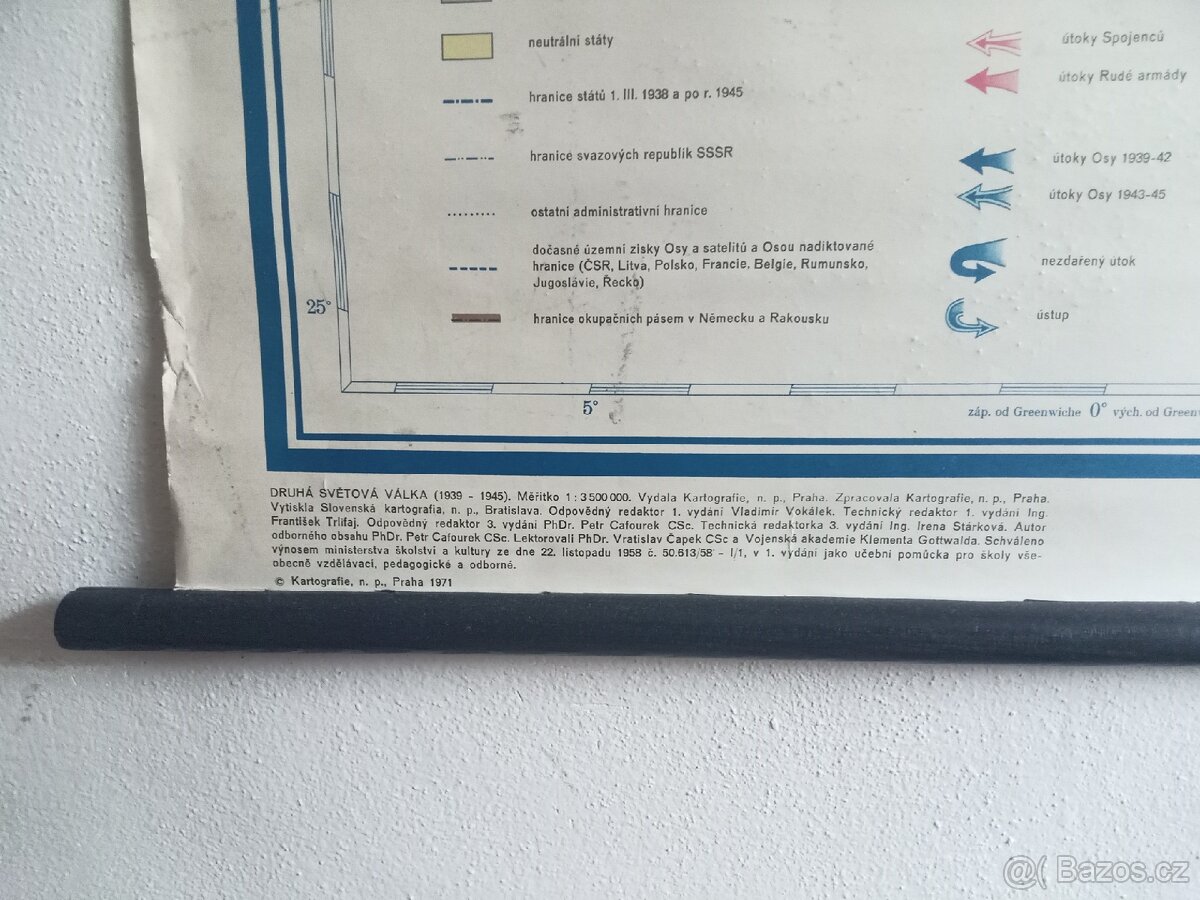 neutrální státy
hranice států 1. III. 1938 a po r. 1945
hranice svazových republik SSSR
ostatní administrativní hranice
dočasné územní zisky Osy a satelitů a Osou nadiktované
hranice (ČSR, Litva, Polsko, Francie, Belgie, Rumunsko,
Jugoslávie, Řecko)
hranice okupačních pásem v Německu a Rakousku
útoky Spojenců
útoky Rudé armády
útoky Osy 1939-42
útoky Osy 1943-45
nezdařený útok
ústup
25°
5°
záp. od Greenwiche 0° vých. od Green
DRUHÁ SVĚTOVÁ VÁLKA (1939 - 1945). Měřítko 1 : 3 500 000. Vydala Kartografie, n. p., Praha. Zpracovala Kartografie, n. p., Praha.
Vytiskla Slovenská kartografia, n. p., Bratislava. Odpovědný redaktor 1. vydání Vladimír Vokálek. Technický redaktor 1. vydání Ing.
František Trlifaj. Odpovědný redaktor 3. vydání PhDr. Petr Cafourek CSc. Technická redaktorka 3. vydání Ing. Irena Stárková. Autor
odborného obsahu PhDr. Petr Cafourek CSc. Lektorovali PhDr. Vratislav Čapek CSc a Vojenská akademie Klementa Gottwalda. Schváleno
výnosem ministerstva školství a kultury ze dne 22. listopadu 1958 č. 50.613/58 - I/1, v 1. vydání jako učební pomůcka pro školy vše-
obecně vzdělávací, pedagogické a odborné.
© Kartografie, n. p., Praha 1971
@( Bazos.cz